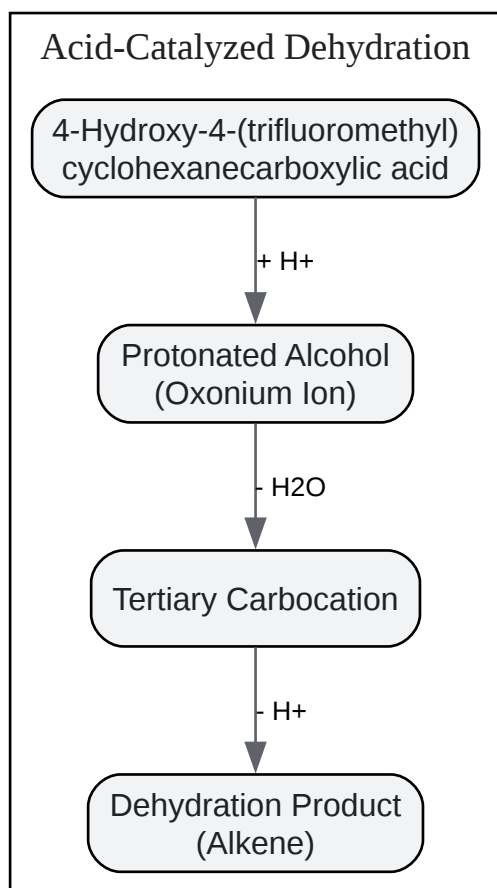 Acid-Catalyzed Dehydration
4-Hydroxy-4-(trifluoromethyl)
cyclohexanecarboxylic acid
+ H+
Protonated Alcohol
(Oxonium Ion)
- H2O
Tertiary Carbocation
- H+
Dehydration Product
(Alkene)